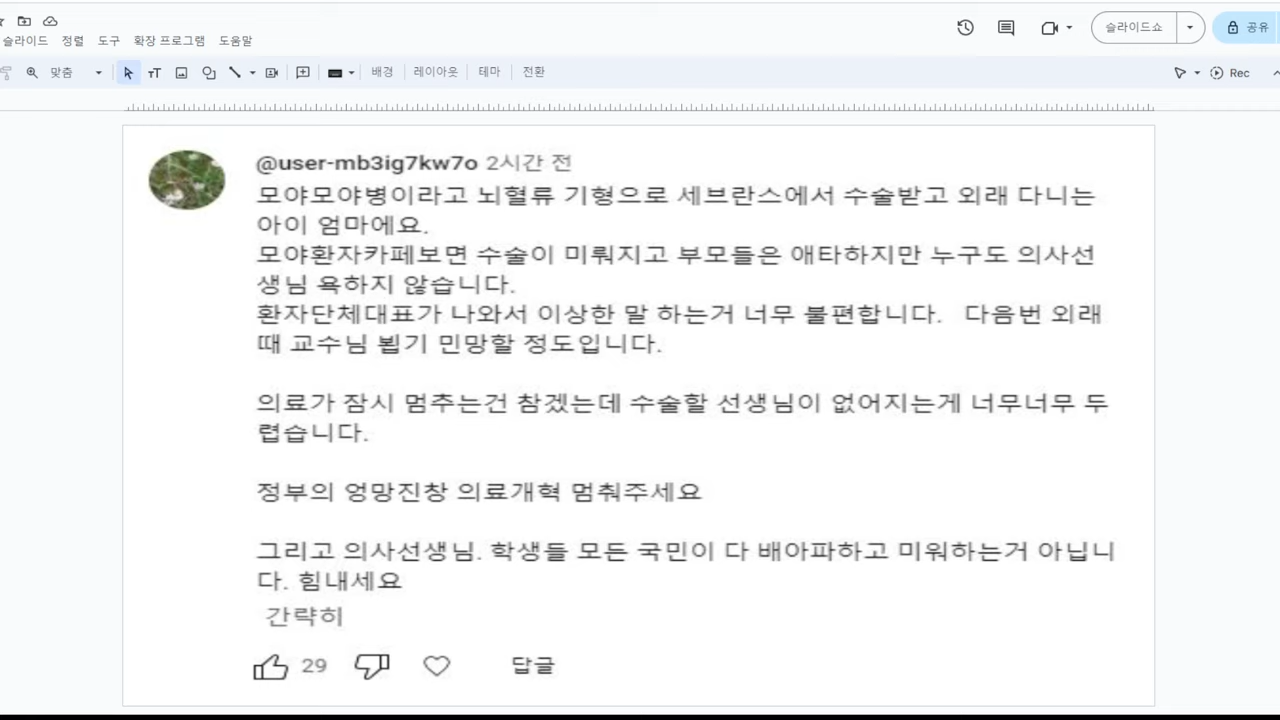 슬라이드 정렬 도구 확장 프로그램 도움말
슬라이드쇼
공유
맞춤
배경 레이아웃 테마 전환
Rec
@user-mb3ig7kw7o 2시간 전
모야모야병이라고 뇌혈류 기형으로 세브란스에서 수술받고 외래 다니는
아이 엄마에요.
모야환자카페보면 수술이 미뤄지고 부모들은 애타하지만 누구도 의사선
생님 욕하지 않습니다.
환자단체대표가 나와서 이상한 말 하는거 너무 불편합니다. 다음번 외래
때 교수님 뵙기 민망할 정도입니다.
의료가 잠시 멈추는건 참겠는데 수술할 선생님이 없어지는게 너무너무 두
렵습니다.
정부의 엉망진창 의료개혁 멈춰주세요
그리고 의사선생님. 학생들 모든 국민이 다 배아파하고 미워하는거 아닙니
다. 힘내세요
간략히
29
답글